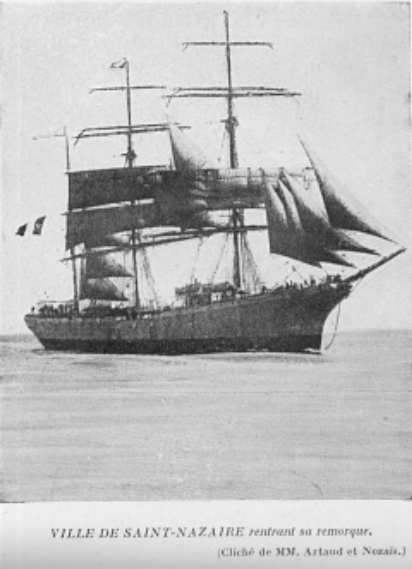 VILLE DE SAINT-NAZAIRE rentrant sa remorque.
(Cliché de MM. Artaud et Nozais.)